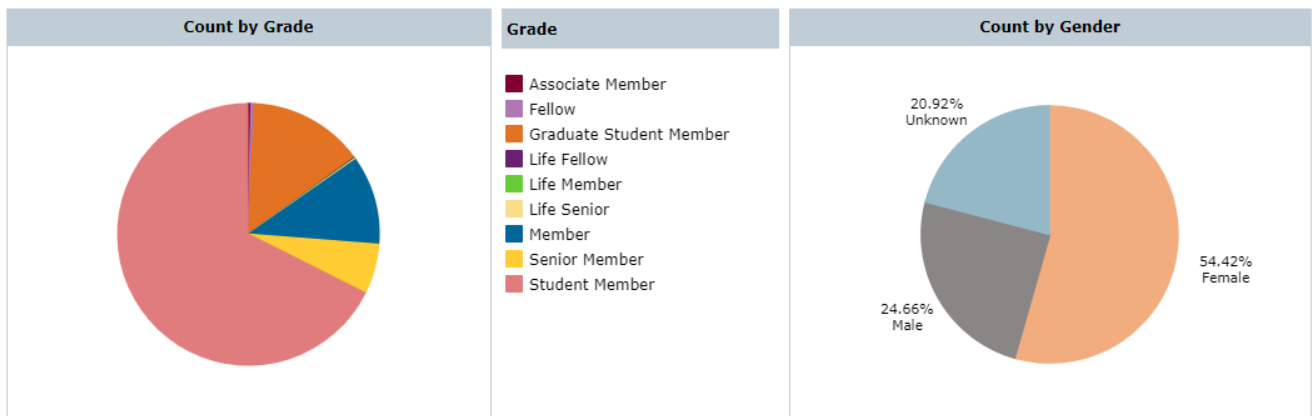 Count by Grade
Grade
Associate Member
Fellow
Graduate Student Member
Life Fellow
Life Member
Life Senior
Member
Senior Member
Student Member
Count by Gender
20.92%
Unknown
54.42%
Female
24.66%
Male